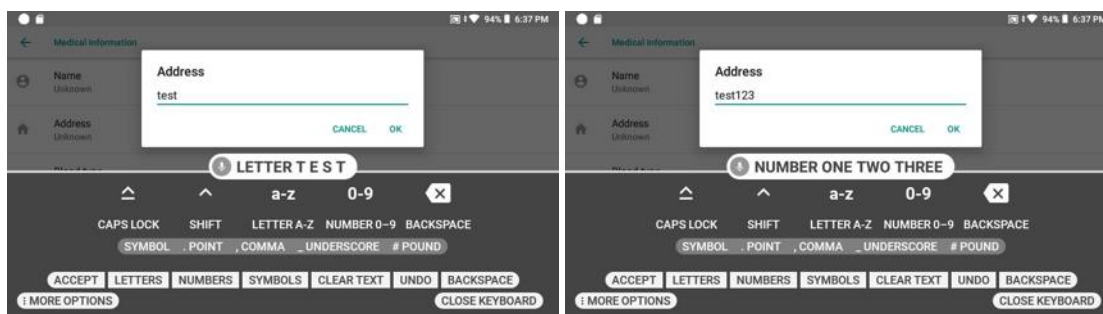 94% 6:37 PM
Medical Information
Name
Unknown
Address
test
Address
Unknown
CANCEL OK
LETTER T E S T
a-z 0-9
CAPS LOCK SHIFT LETTER A-Z NUMBER 0–9 BACKSPACE
SYMBOL . POINT , COMMA _ UNDERSCORE # POUND
ACCEPT LETTERS NUMBERS SYMBOLS CLEAR TEXT UNDO BACKSPACE
MORE OPTIONS CLOSE KEYBOARD
94% 6:37 PM
Medical Information
Name
Unknown
Address
test123
Address
Unknown
CANCEL OK
NUMBER ONE TWO THREE
a-z 0-9
CAPS LOCK SHIFT LETTER A-Z NUMBER 0–9 BACKSPACE
SYMBOL . POINT , COMMA _ UNDERSCORE # POUND
ACCEPT LETTERS NUMBERS SYMBOLS CLEAR TEXT UNDO BACKSPACE
MORE OPTIONS CLOSE KEYBOARD